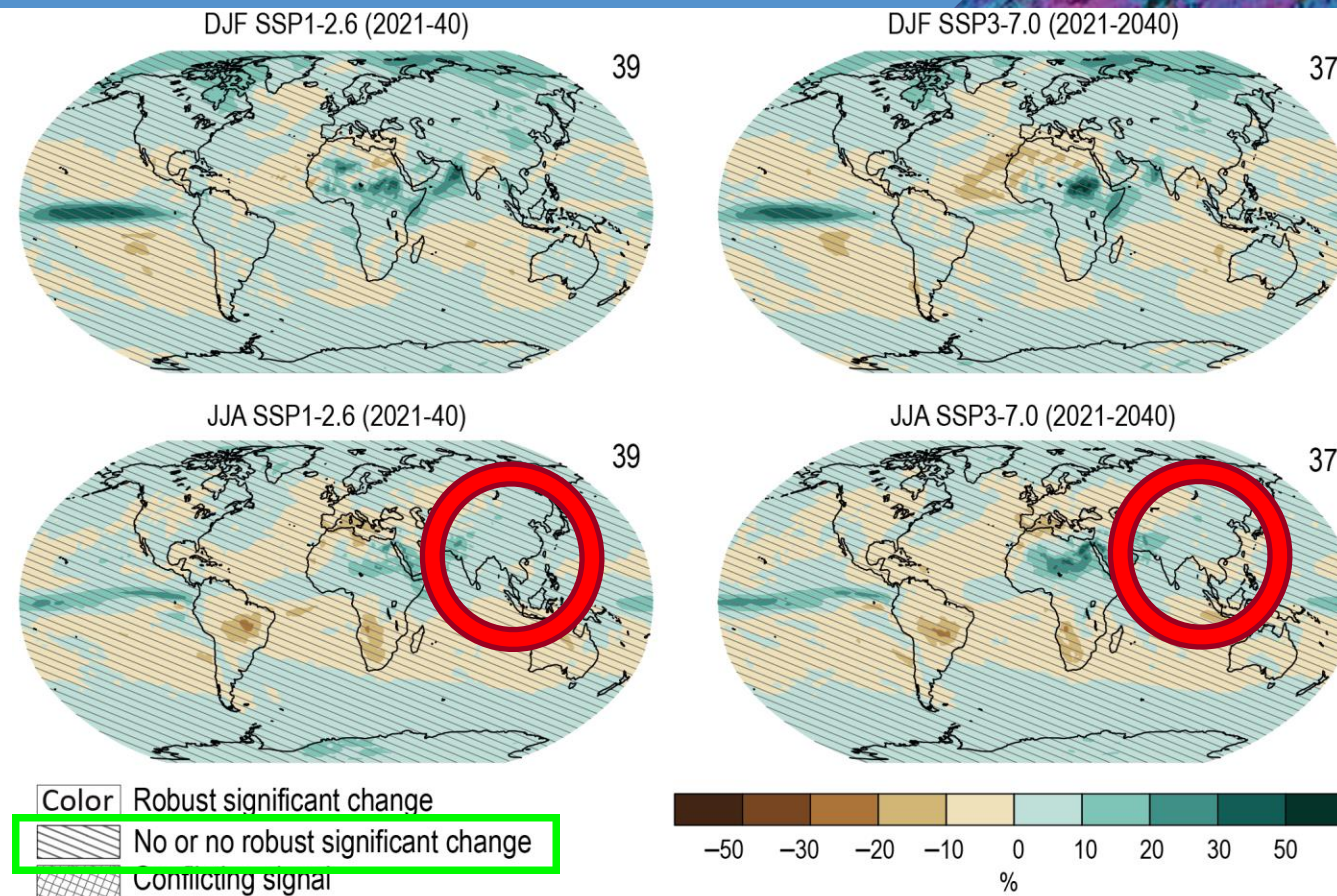 DJF SSP1-2.6 (2021-40)
39
DJF SSP3-7.0 (2021-2040)
37
JJA SSP1-2.6 (2021-40)
39
JJA SSP3-7.0 (2021-2040)
37
Color Robust significant change
No or no robust significant change
Conflicting signal
−50 −30 −20 −10 0 10 20 30 50
%